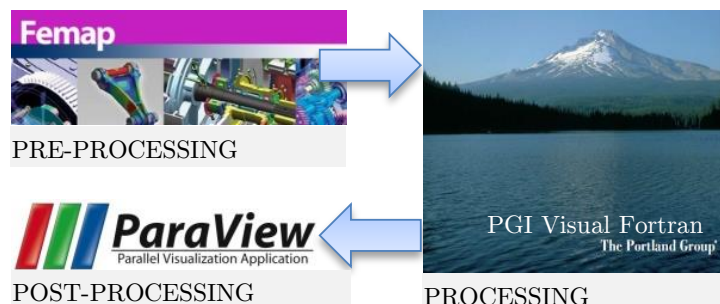 Femap
PRE-PROCESSING
PGI Visual Fortran
The Portland Group
PROCESSING
ParaView
Parallel Visualization Application
POST-PROCESSING